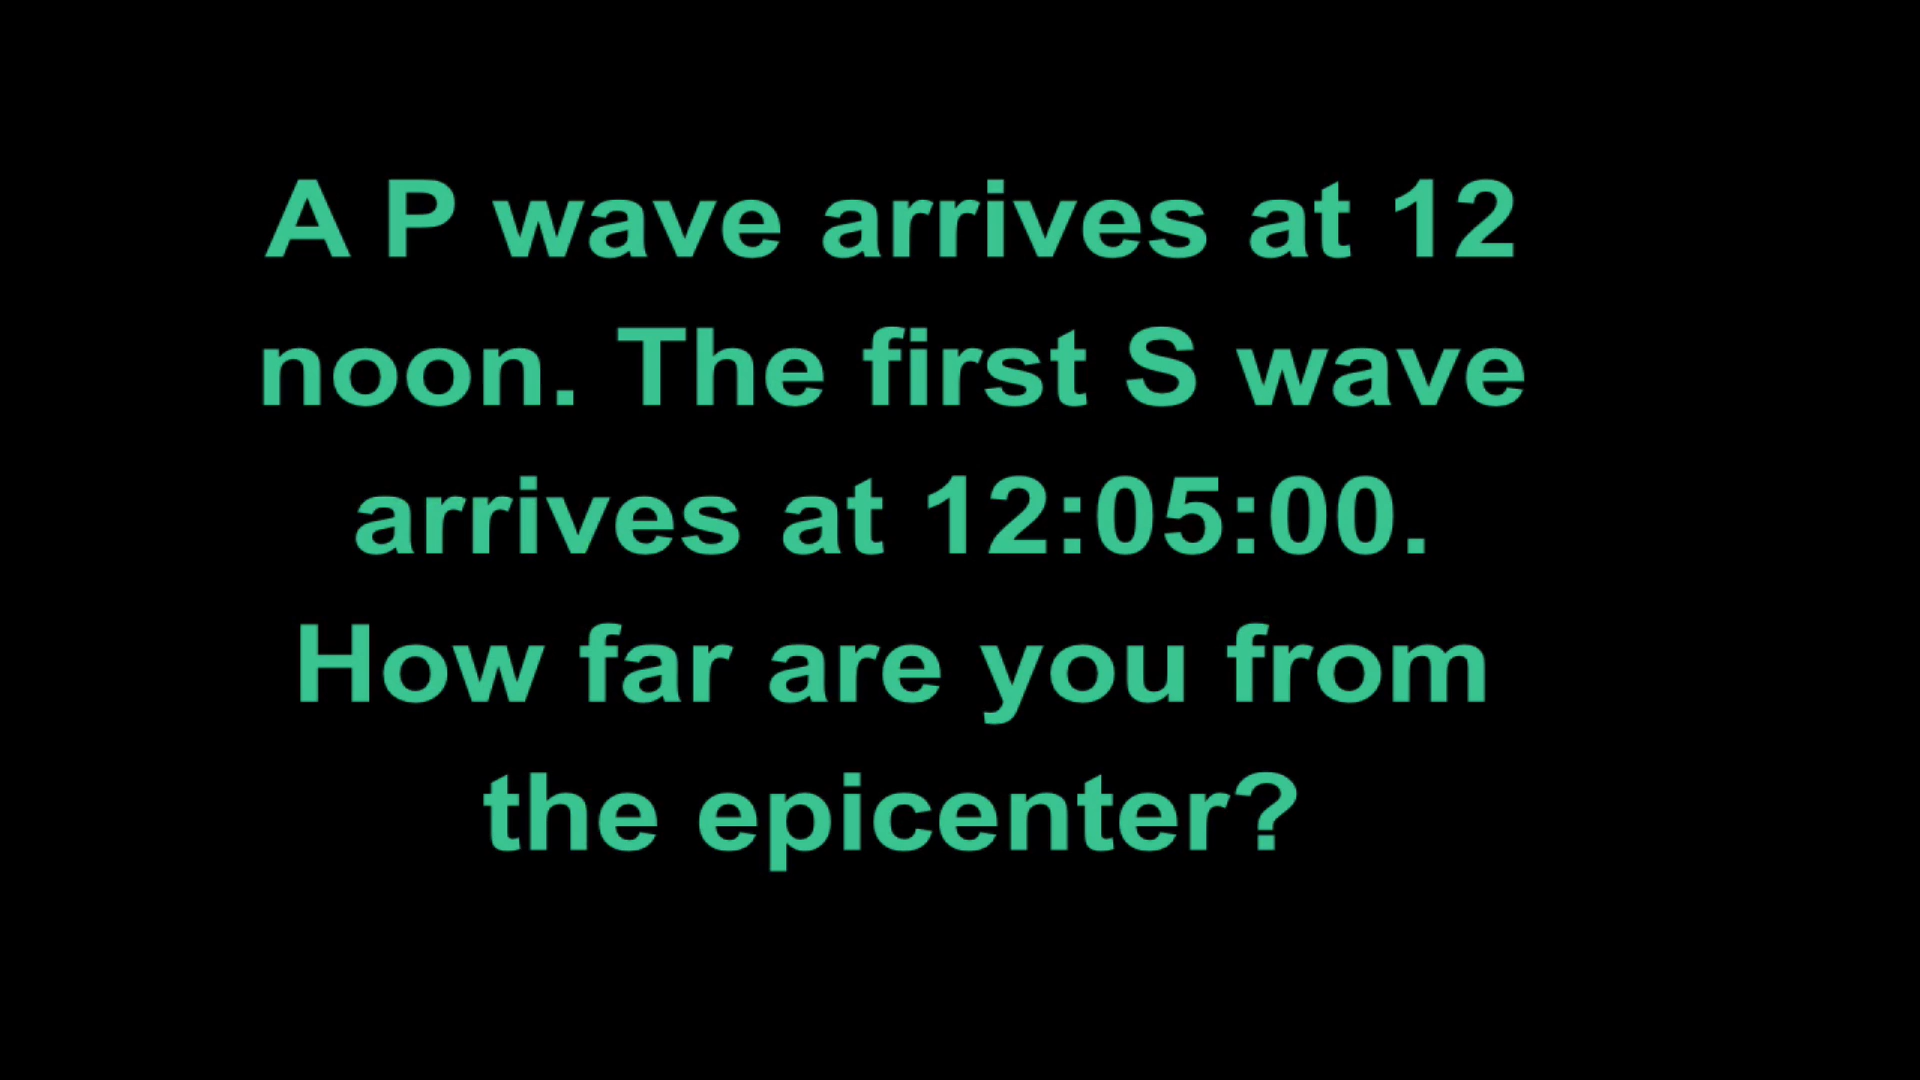 A P wave arrives at 12
noon. The first S wave
arrives at 12:05:00.
How far are you from
the epicenter?